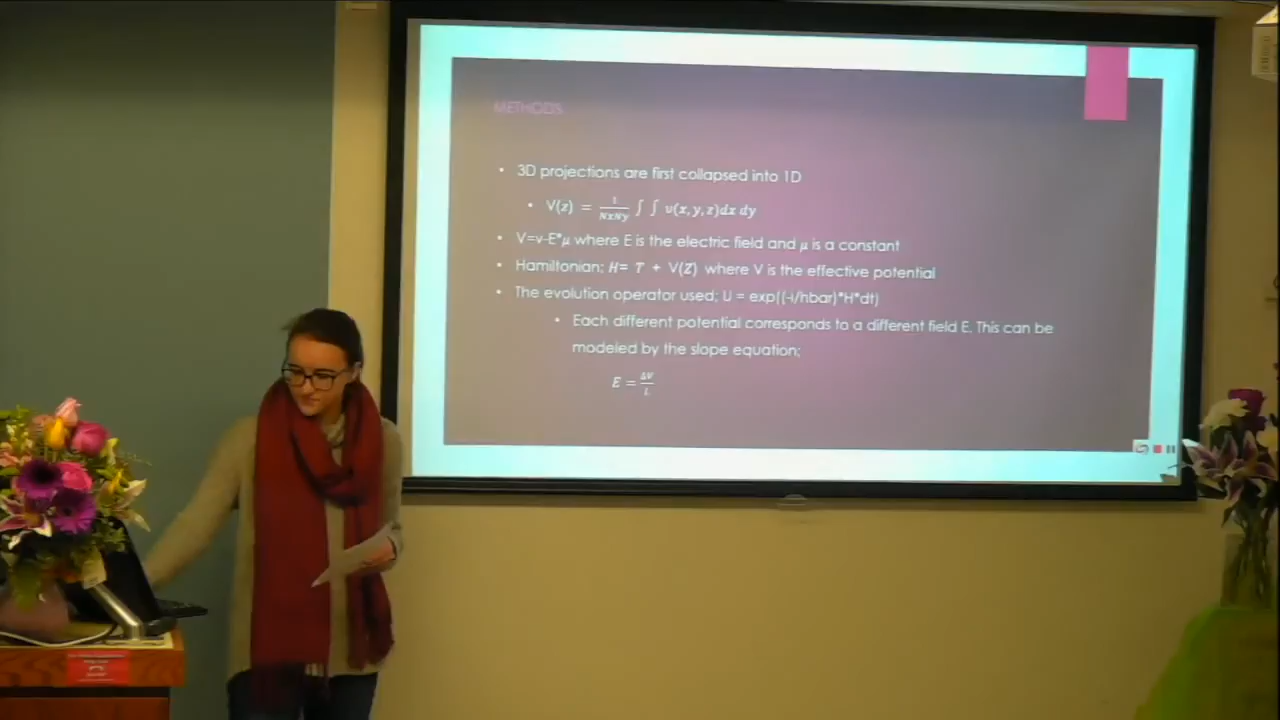 METHODS
• 3D projections are first collapsed into 1D
• V(z) = 1/NxNy ∫ ∫ v(x, y, z)dx dy
• V=v-E*μ where E is the electric field and μ is a constant
• Hamiltonian: H= T + V(Z) where V is the effective potential
• The evolution operator used; U = exp((-i/hbar)*H*dt)
• Each different potential corresponds to a different field E. This can be
modeled by the slope equation;
E = ΔV/L